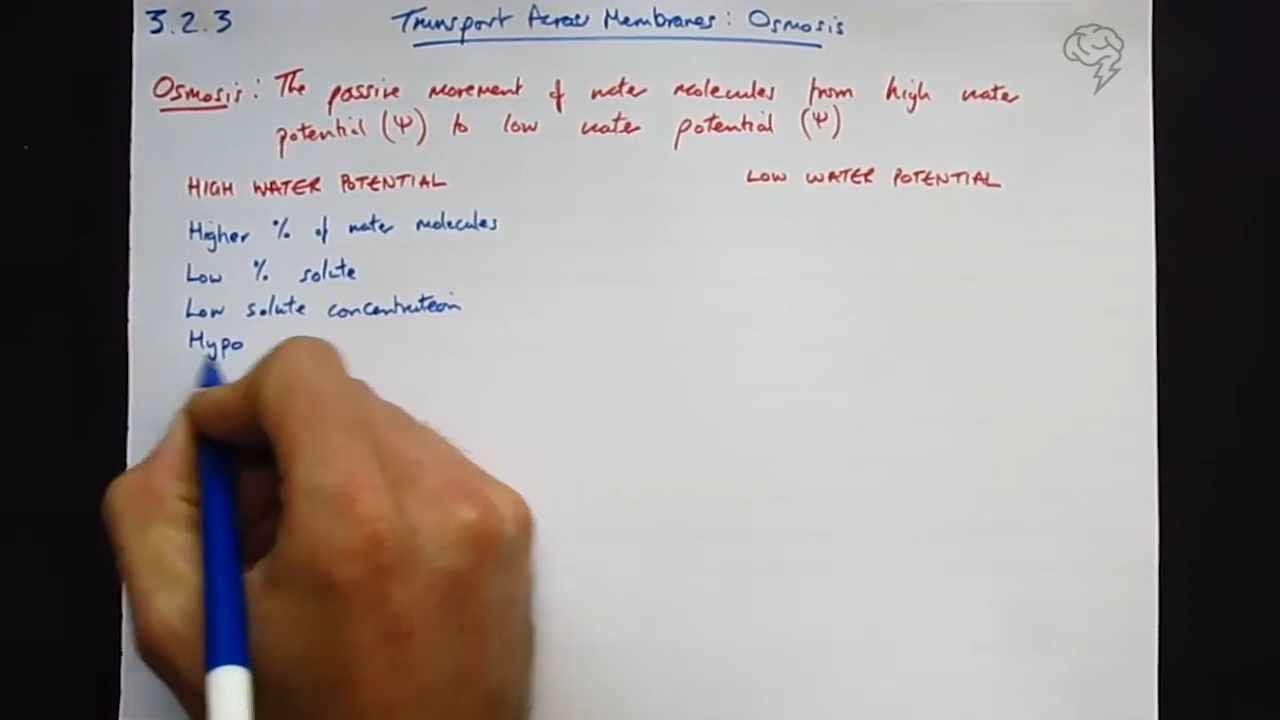 3.2.3 Transport Across Membranes: Osmosis
Osmosis: The passive movement of water molecules from high water
potential (Ψ) to low water potential (Ψ)
HIGH WATER POTENTIAL LOW WATER POTENTIAL
Higher % of water molecules
Low % solute
Low solute concentration
Hypo